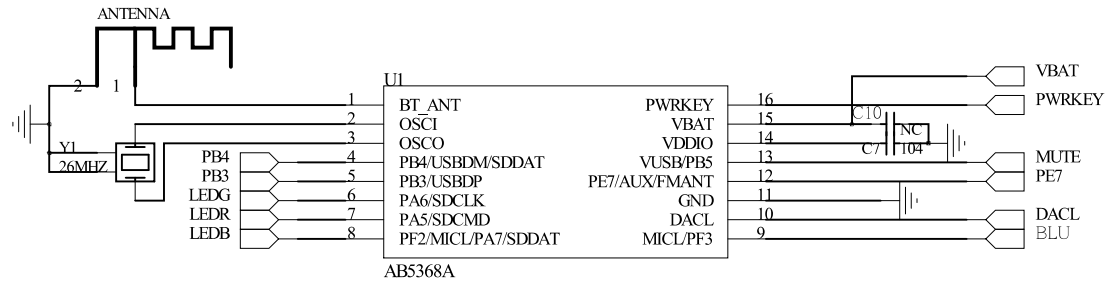 ANTENNA
2
1
U1
AB5368A
1 BT_ANT
2 OSCI
3 OSCO
PB4 4 PB4/USBDM/SDDAT
PB3 5 PB3/USBDP
LEDG 6 PA6/SDCLK
LEDR 7 PA5/SDCMD
LEDB 8 PF2/MICL/PA7/SDDAT
Y1
26MHZ
PWRKEY 16 PWRKEY
VBAT 15 VBAT
VDDIO 14
VUSB/PB5 13 MUTE
PE7/AUX/FMANT 12 PE7
GND 11
DACL 10 DACL
MICL/PF3 9 BLU
C10
NC
C7
104